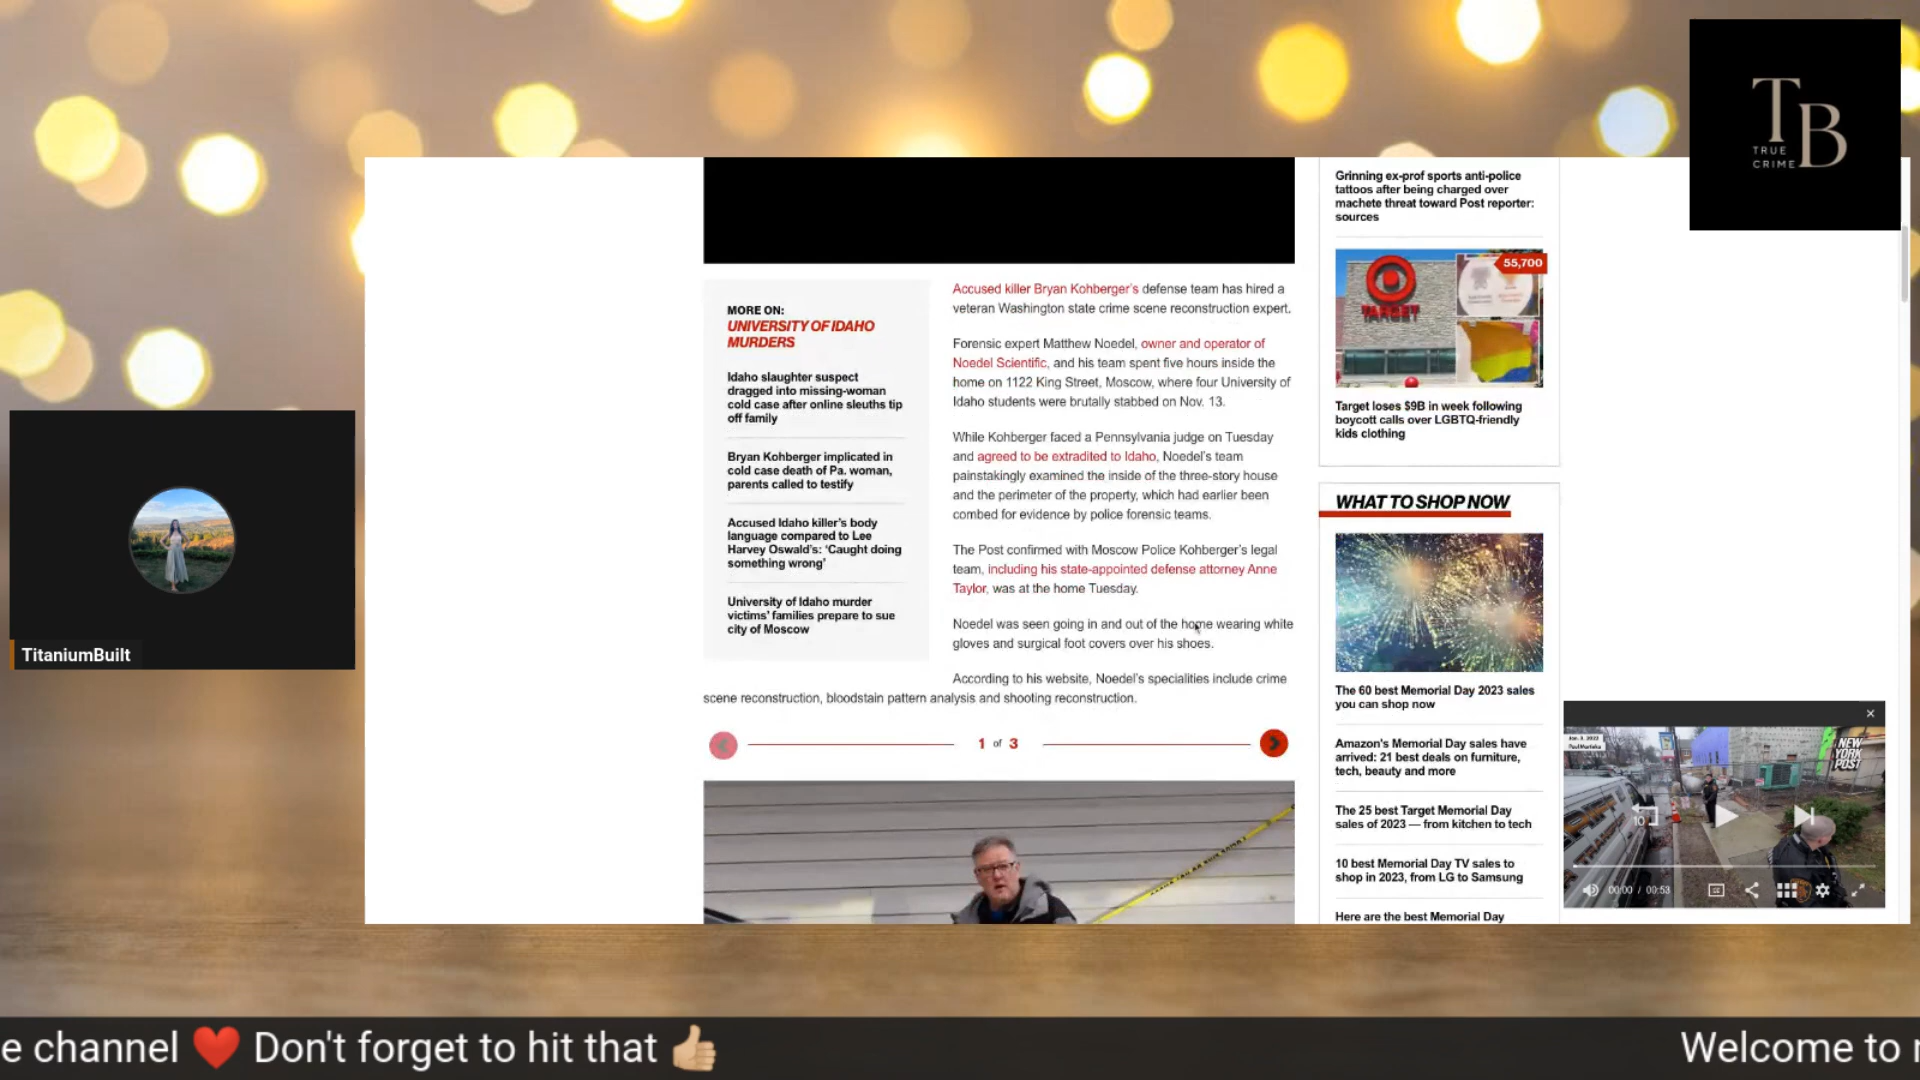 T B
TRUE
CRIME
Grinning ex-prof sports anti-police
tattoos after being charged over
machete threat toward Post reporter:
sources
55,700
TARGET
Target loses $9B in week following
boycott calls over LGBTQ-friendly
kids clothing
MORE ON:
UNIVERSITY OF IDAHO
MURDERS
Idaho slaughter suspect
dragged into missing-woman
cold case after online sleuths tip
off family
Bryan Kohberger implicated in
cold case death of Pa. woman,
parents called to testify
Accused Idaho killer's body
language compared to Lee
Harvey Oswald's: 'Caught doing
something wrong'
University of Idaho murder
victims' families prepare to sue
city of Moscow
Accused killer Bryan Kohberger's defense team has hired a
veteran Washington state crime scene reconstruction expert.
Forensic expert Matthew Noedel, owner and operator of
Noedel Scientific, and his team spent five hours inside the
home on 1122 King Street, Moscow, where four University of
Idaho students were brutally stabbed on Nov. 13.
While Kohberger faced a Pennsylvania judge on Tuesday
and agreed to be extradited to Idaho, Noedel's team
painstakingly examined the inside of the three-story house
and the perimeter of the property, which had earlier been
combed for evidence by police forensic teams.
The Post confirmed with Moscow Police Kohberger's legal
team, including his state-appointed defense attorney Anne
Taylor, was at the home Tuesday.
Noedel was seen going in and out of the home wearing white
gloves and surgical foot covers over his shoes.
According to his website, Noedel's specialities include crime
scene reconstruction, bloodstain pattern analysis and shooting reconstruction.
1 of 3
WHAT TO SHOP NOW
The 60 best Memorial Day 2023 sales
you can shop now
Amazon's Memorial Day sales have
arrived: 21 best deals on furniture,
tech, beauty and more
The 25 best Target Memorial Day
sales of 2023 — from kitchen to tech
10 best Memorial Day TV sales to
shop in 2023, from LG to Samsung
Here are the best Memorial Day
Jan. 3, 2022
NEW
YORK
POST
10
00:00 / 00:53
TitaniumBuilt
e channel ❤️ Don't forget to hit that 👍🏼
Welcome to